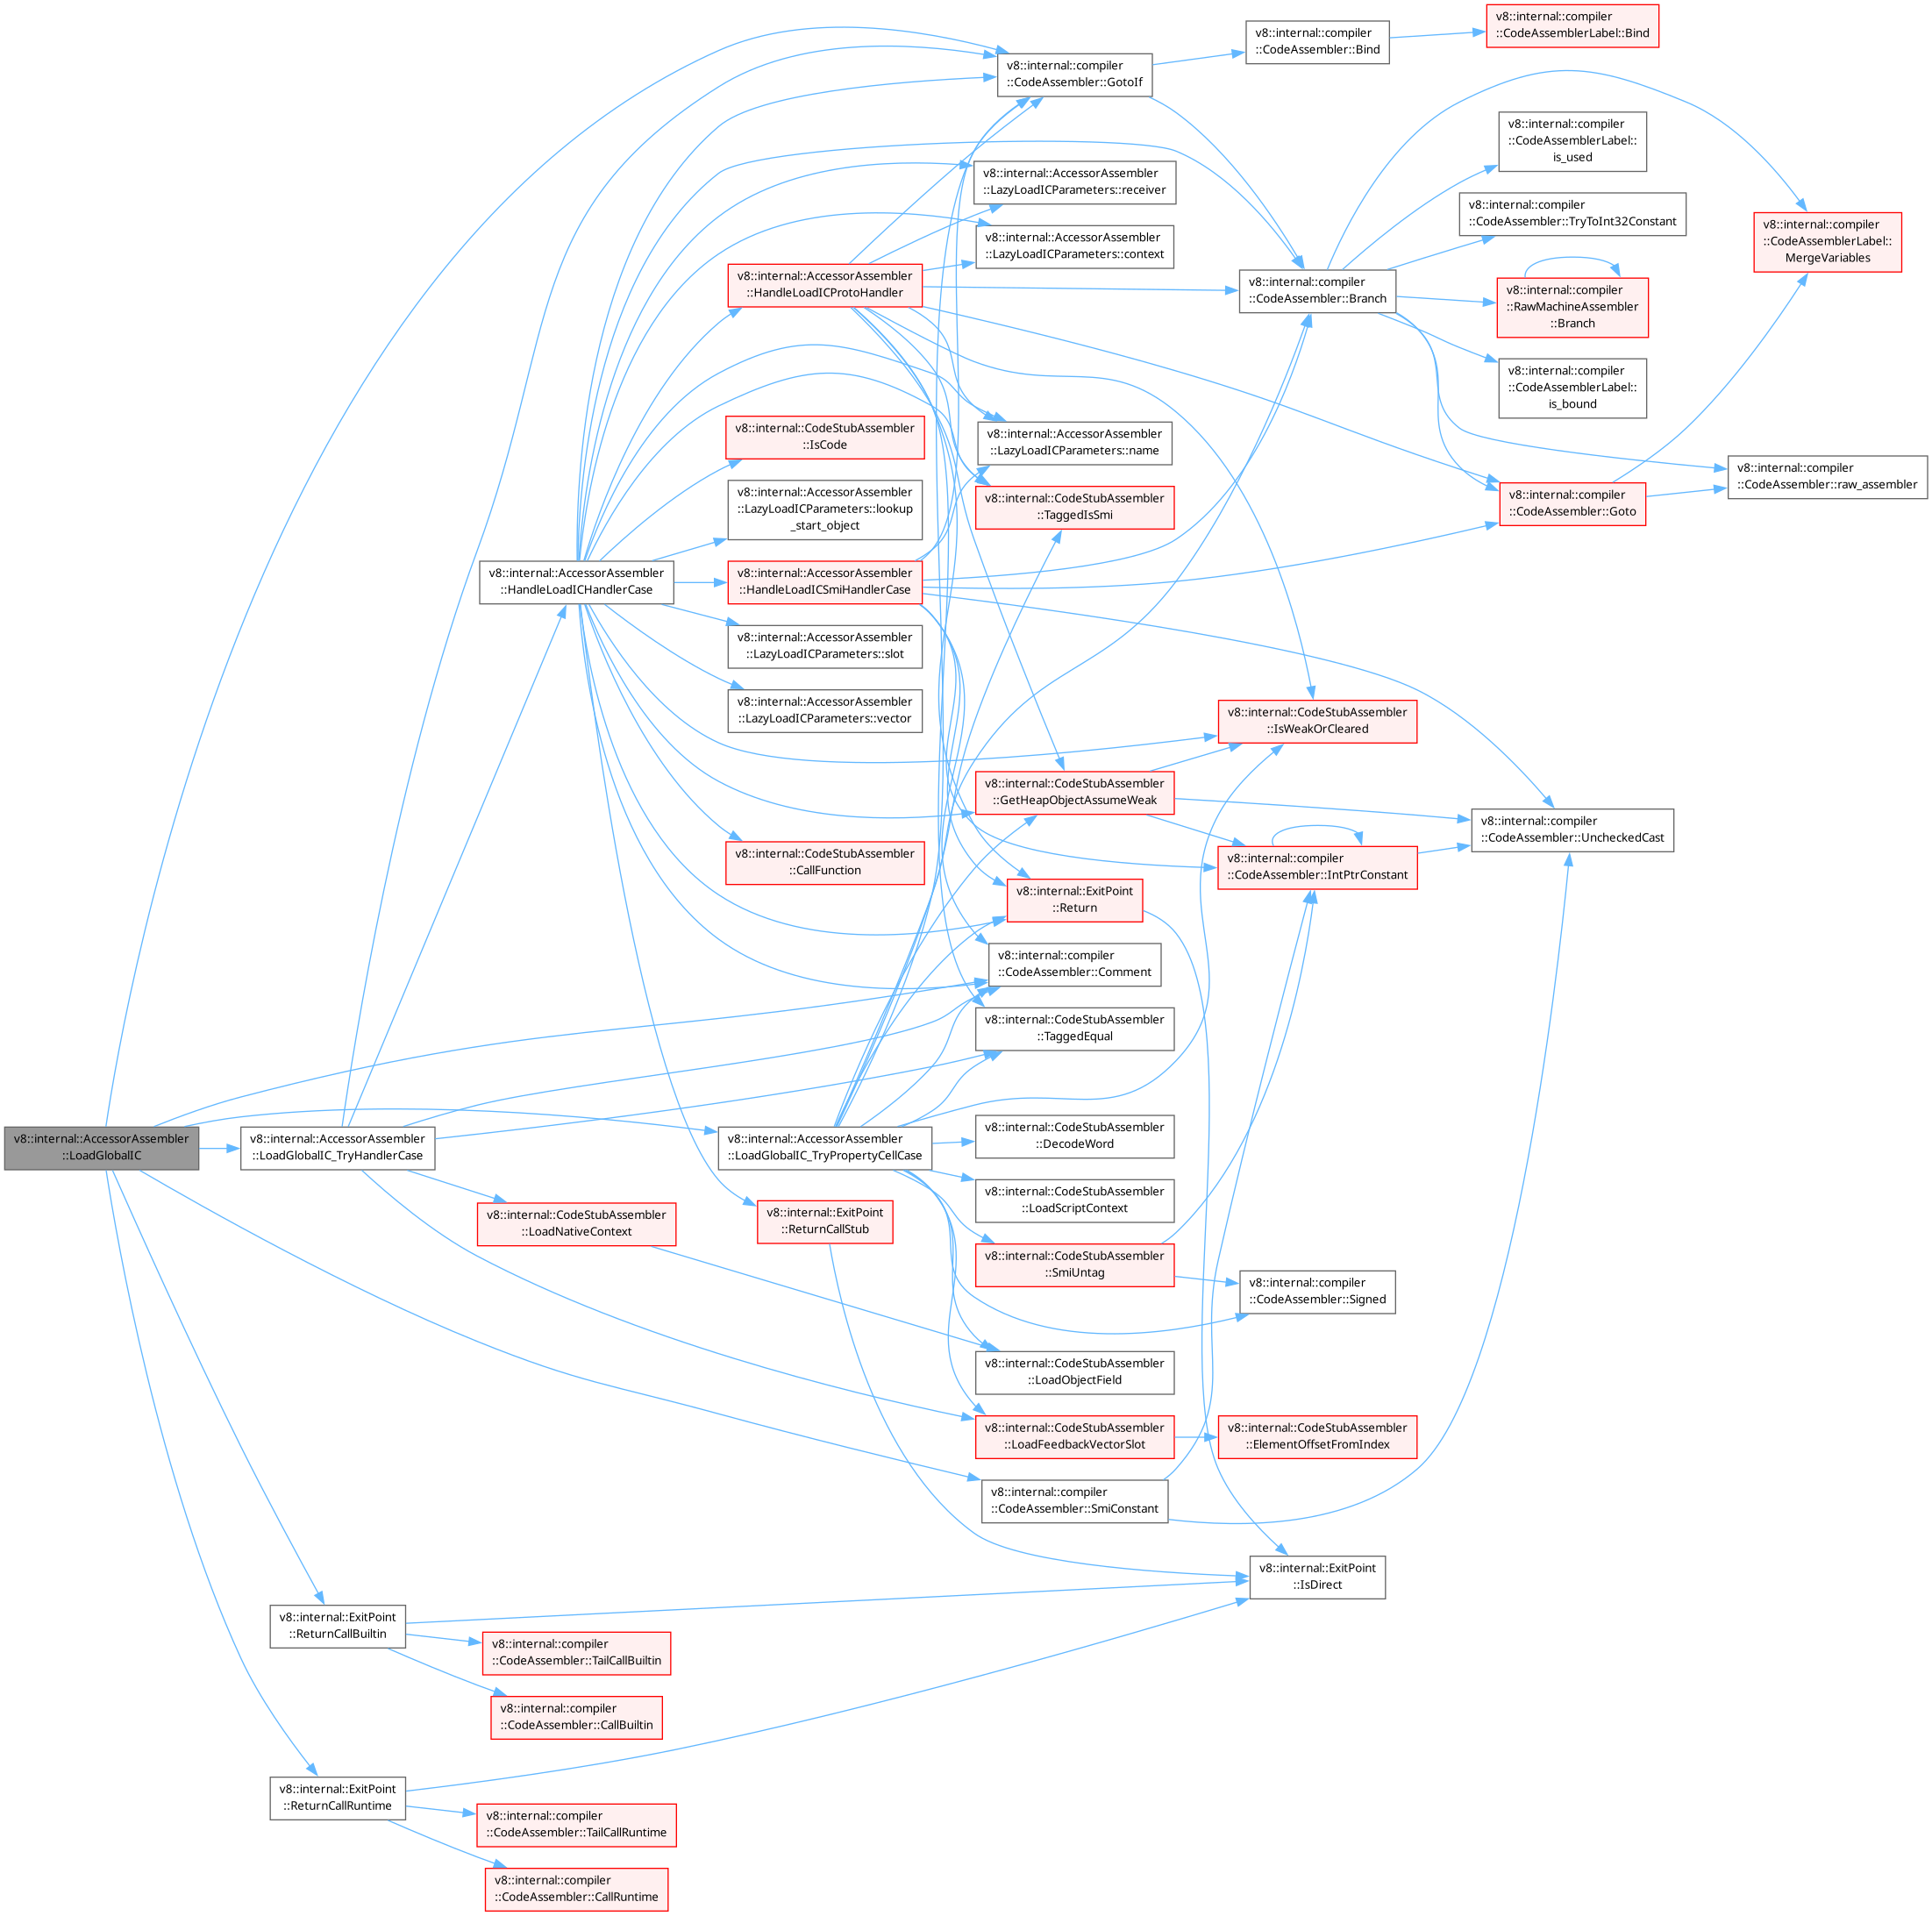 v8::internal::AccessorAssembler
::LoadGlobalIC
v8::internal::AccessorAssembler
::LoadGlobalIC_TryHandlerCase
v8::internal::ExitPoint
::ReturnCallBuiltin
v8::internal::ExitPoint
::ReturnCallRuntime
v8::internal::AccessorAssembler
::HandleLoadICHandlerCase
v8::internal::CodeStubAssembler
::LoadNativeContext
v8::internal::compiler
::CodeAssembler::TailCallBuiltin
v8::internal::compiler
::CodeAssembler::CallBuiltin
v8::internal::compiler
::CodeAssembler::TailCallRuntime
v8::internal::compiler
::CodeAssembler::CallRuntime
v8::internal::AccessorAssembler
::HandleLoadICProtoHandler
v8::internal::CodeStubAssembler
::IsCode
v8::internal::AccessorAssembler
::LazyLoadICParameters::lookup
_start_object
v8::internal::AccessorAssembler
::HandleLoadICSmiHandlerCase
v8::internal::AccessorAssembler
::LazyLoadICParameters::slot
v8::internal::AccessorAssembler
::LazyLoadICParameters::vector
v8::internal::CodeStubAssembler
::CallFunction
v8::internal::AccessorAssembler
::LoadGlobalIC_TryPropertyCellCase
v8::internal::ExitPoint
::ReturnCallStub
v8::internal::compiler
::CodeAssembler::GotoIf
v8::internal::AccessorAssembler
::LazyLoadICParameters::receiver
v8::internal::AccessorAssembler
::LazyLoadICParameters::context
v8::internal::AccessorAssembler
::LazyLoadICParameters::name
v8::internal::CodeStubAssembler
::TaggedIsSmi
v8::internal::CodeStubAssembler
::GetHeapObjectAssumeWeak
v8::internal::ExitPoint
::Return
v8::internal::compiler
::CodeAssembler::Comment
v8::internal::CodeStubAssembler
::TaggedEqual
v8::internal::CodeStubAssembler
::DecodeWord
v8::internal::CodeStubAssembler
::LoadScriptContext
v8::internal::CodeStubAssembler
::SmiUntag
v8::internal::CodeStubAssembler
::LoadObjectField
v8::internal::CodeStubAssembler
::LoadFeedbackVectorSlot
v8::internal::compiler
::CodeAssembler::SmiConstant
v8::internal::compiler
::CodeAssembler::Bind
v8::internal::compiler
::CodeAssembler::Branch
v8::internal::CodeStubAssembler
::IsWeakOrCleared
v8::internal::compiler
::CodeAssembler::IntPtrConstant
v8::internal::compiler
::CodeAssembler::Signed
v8::internal::CodeStubAssembler
::ElementOffsetFromIndex
v8::internal::ExitPoint
::IsDirect
v8::internal::compiler
::CodeAssemblerLabel::Bind
v8::internal::compiler
::CodeAssemblerLabel::
is_used
v8::internal::compiler
::CodeAssembler::TryToInt32Constant
v8::internal::compiler
::RawMachineAssembler
::Branch
v8::internal::compiler
::CodeAssemblerLabel::
is_bound
v8::internal::compiler
::CodeAssembler::Goto
v8::internal::compiler
::CodeAssembler::UncheckedCast
v8::internal::compiler
::CodeAssemblerLabel::
MergeVariables
v8::internal::compiler
::CodeAssembler::raw_assembler